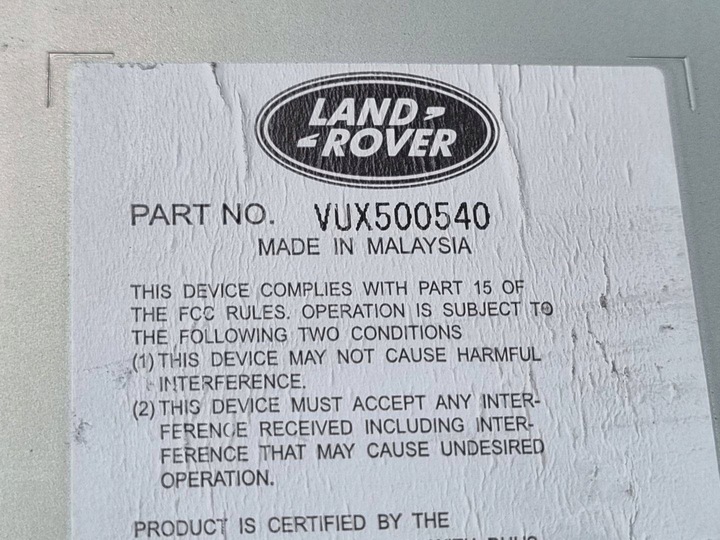 LAND
ROVER
PART NO. VUX500540
MADE IN MALAYSIA
THIS DEVICE COMPLIES WITH PART 15 OF
THE FCC RULES. OPERATION IS SUBJECT TO
THE FOLLOWING TWO CONDITIONS
(1) THIS DEVICE MAY NOT CAUSE HARMFUL
INTERFERENCE.
(2) THIS DEVICE MUST ACCEPT ANY INTER-
FERENCE RECEIVED INCLUDING INTER-
FERENCE THAT MAY CAUSE UNDESIRED
OPERATION.
PRODUCT IS CERTIFIED BY THE